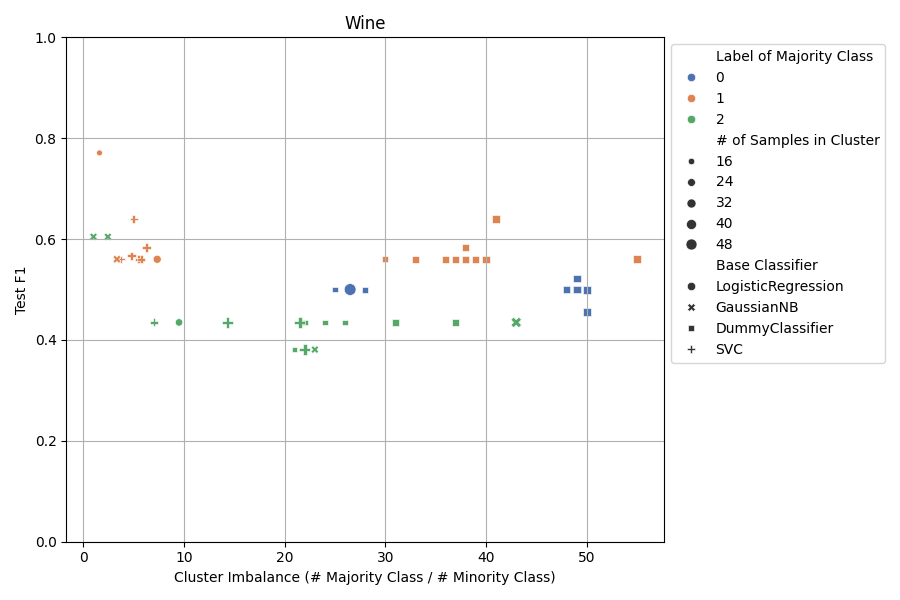 Wine
1.0
0.8
0.6
0.4
0.2
0.0
Test F1
0 10 20 30 40 50
Cluster Imbalance (# Majority Class / # Minority Class)
Label of Majority Class
0
1
2
# of Samples in Cluster
16
24
32
40
48
Base Classifier
LogisticRegression
GaussianNB
DummyClassifier
SVC